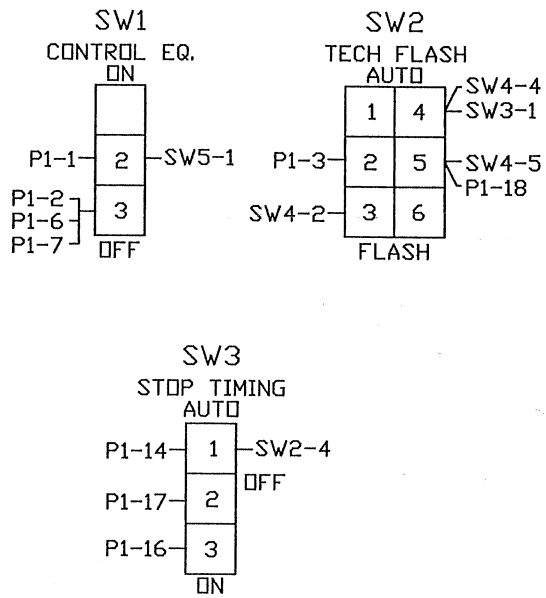 SW1
CONTROL EQ.
ON
P1-1
2
SW5-1
P1-2
P1-6
P1-7
3
OFF
SW2
TECH FLASH
AUTO
1
4
SW4-4
SW3-1
P1-3
2
5
SW4-5
P1-18
SW4-2
3
6
FLASH
SW3
STOP TIMING
AUTO
P1-14
1
SW2-4
OFF
P1-17
2
P1-16
3
ON